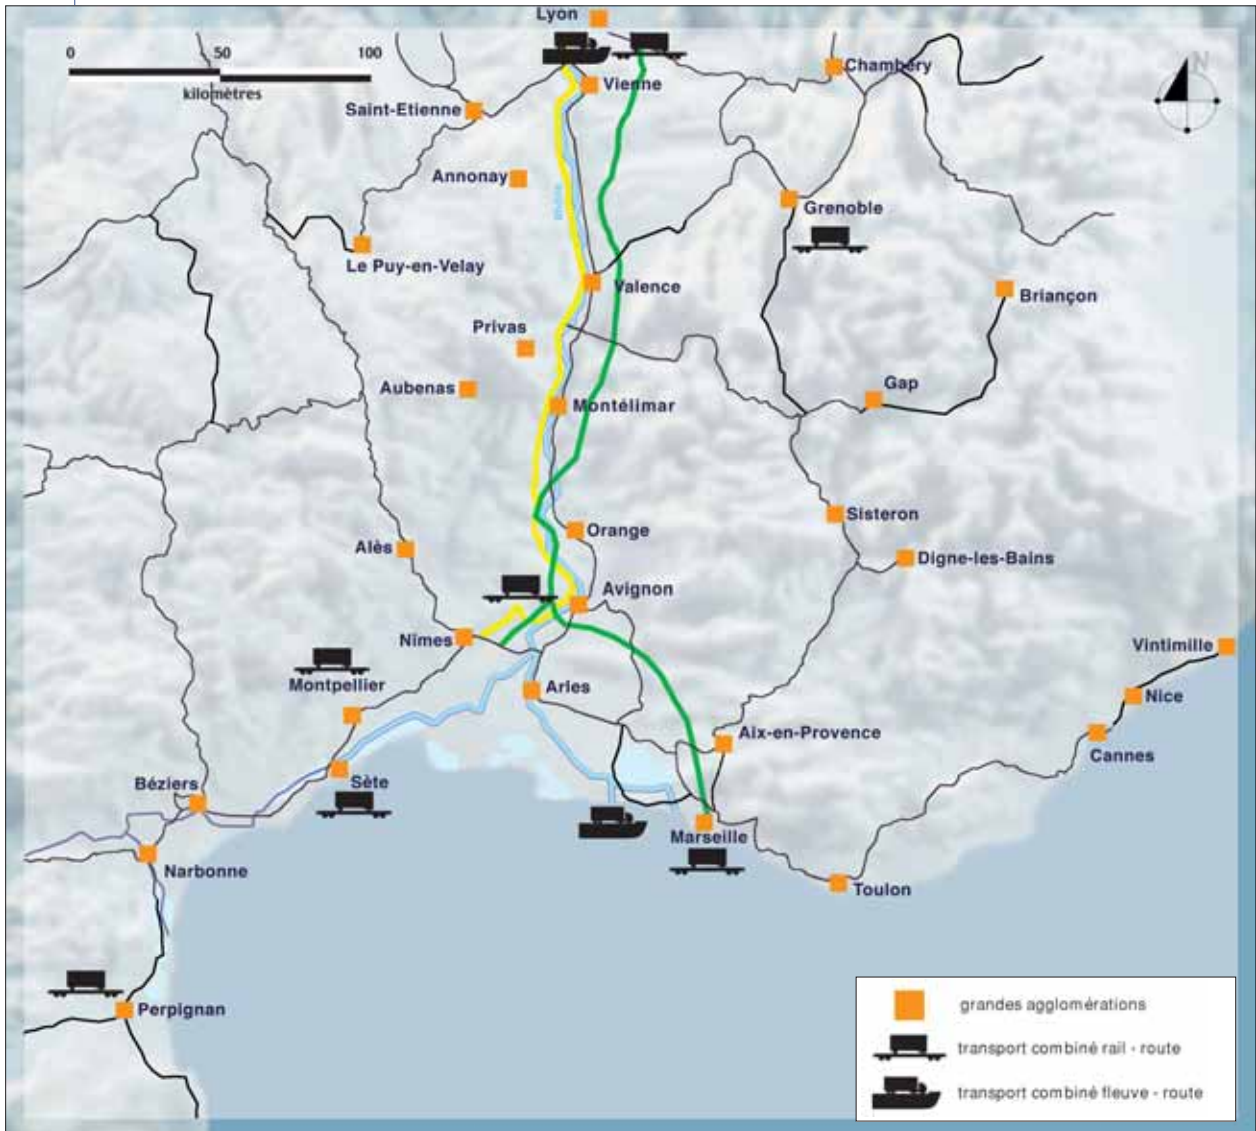 Lyon
0 50 100
kilomètres
N
Chambéry
Vienne
Saint-Etienne
Annonay
Rhône
Grenoble
Le Puy-en-Velay
Valence
Briançon
Privas
Aubenas
Gap
Montélimar
Sisteron
Orange
Alès
Digne-les-Bains
Avignon
Nîmes
Vintimille
Montpellier
Arles
Nice
Aix-en-Provence
Cannes
Sète
Béziers
Marseille
Narbonne
Toulon
Perpignan
grandes agglomérations
transport combiné rail - route
transport combiné fleuve - route